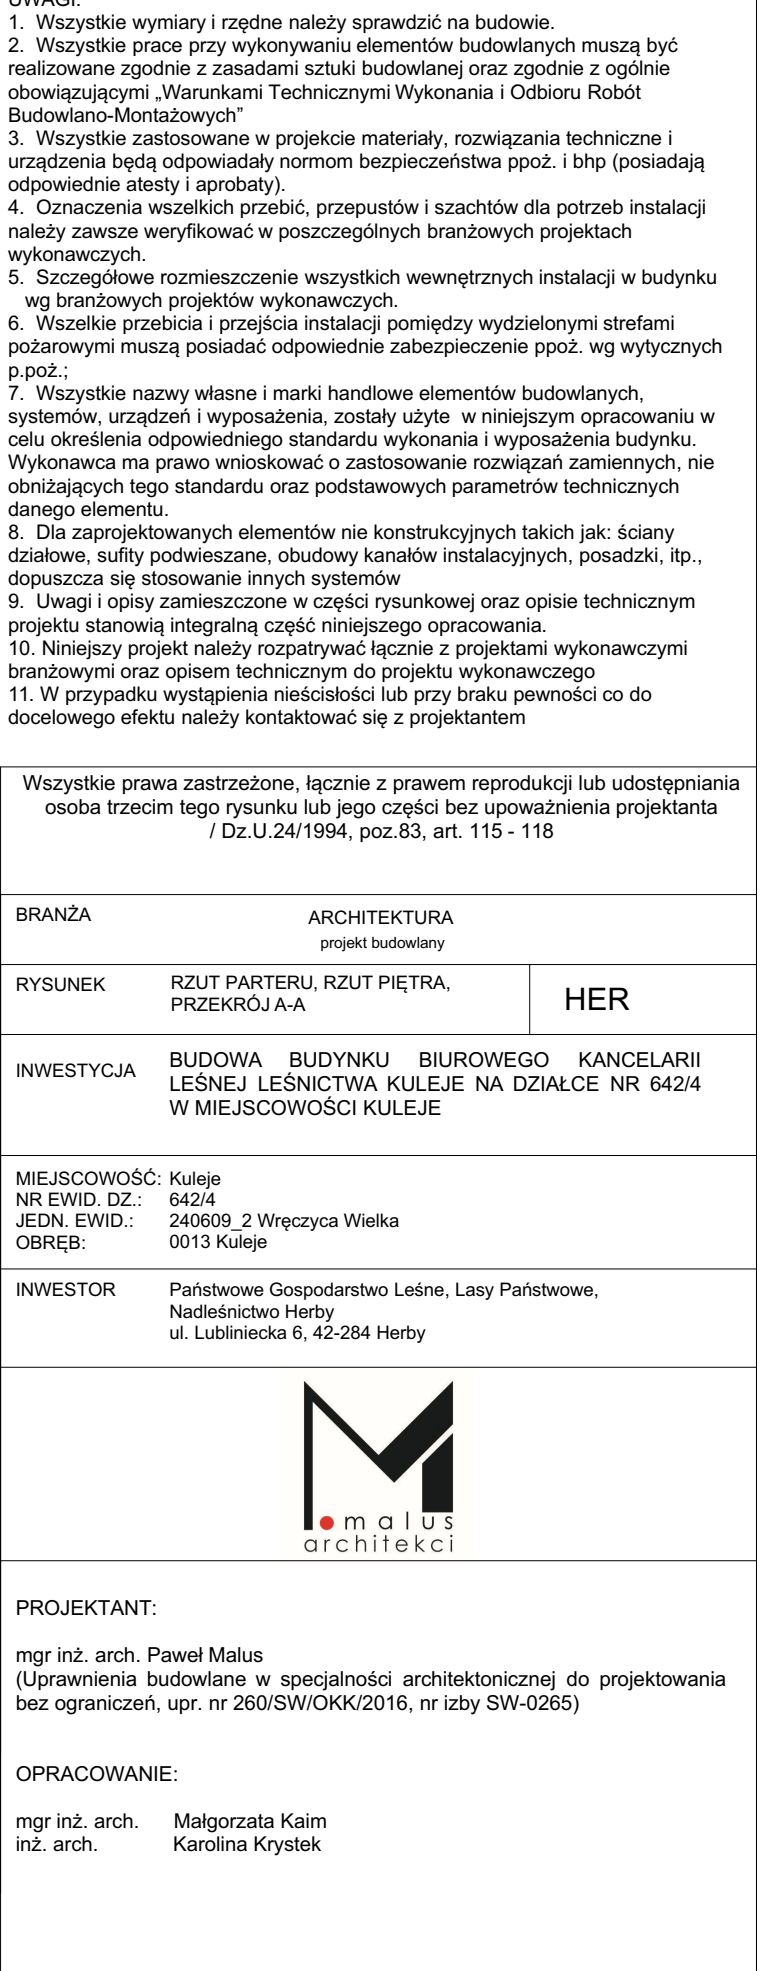 UWAGI:
1. Wszystkie wymiary i rzędne należy sprawdzić na budowie.
2. Wszystkie prace przy wykonywaniu elementów budowlanych muszą być
realizowane zgodnie z zasadami sztuki budowlanej oraz zgodnie z ogólnie
obowiązującymi „Warunkami Technicznymi Wykonania i Odbioru Robót
Budowlano-Montażowych”
3. Wszystkie zastosowane w projekcie materiały, rozwiązania techniczne i
urządzenia będą odpowiadały normom bezpieczeństwa ppoż. i bhp (posiadają
odpowiednie atesty i aprobaty).
4. Oznaczenia wszelkich przebić, przepustów i szachtów dla potrzeb instalacji
należy zawsze weryfikować w poszczególnych branżowych projektach
wykonawczych.
5. Szczegółowe rozmieszczenie wszystkich wewnętrznych instalacji w budynku
wg branżowych projektów wykonawczych.
6. Wszelkie przebicia i przejścia instalacji pomiędzy wydzielonymi strefami
pożarowymi muszą posiadać odpowiednie zabezpieczenie ppoż. wg wytycznych
p.poż.;
7. Wszystkie nazwy własne i marki handlowe elementów budowlanych,
systemów, urządzeń i wyposażenia, zostały użyte w niniejszym opracowaniu w
celu określenia odpowiedniego standardu wykonania i wyposażenia budynku.
Wykonawca ma prawo wnioskować o zastosowanie rozwiązań zamiennych, nie
obniżających tego standardu oraz podstawowych parametrów technicznych
danego elementu.
8. Dla zaprojektowanych elementów nie konstrukcyjnych takich jak: ściany
działowe, sufity podwieszane, obudowy kanałów instalacyjnych, posadzki, itp.,
dopuszcza się stosowanie innych systemów
9. Uwagi i opisy zamieszczone w części rysunkowej oraz opisie technicznym
projektu stanowią integralną część niniejszego opracowania.
10. Niniejszy projekt należy rozpatrywać łącznie z projektami wykonawczymi
branżowymi oraz opisem technicznym do projektu wykonawczego
11. W przypadku wystąpienia nieścisłości lub przy braku pewności co do
docelowego efektu należy kontaktować się z projektantem
Wszystkie prawa zastrzeżone, łącznie z prawem reprodukcji lub udostępniania
osoba trzecim tego rysunku lub jego części bez upoważnienia projektanta
/ Dz.U.24/1994, poz.83, art. 115 - 118
BRANŻA ARCHITEKTURA
projekt budowlany
RYSUNEK RZUT PARTERU, RZUT PIĘTRA,
PRZEKRÓJ A-A
HER
INWESTYCJA BUDOWA BUDYNKU BIUROWEGO KANCELARII
LEŚNEJ LEŚNICTWA KULEJE NA DZIAŁCE NR 642/4
W MIEJSCOWOŚCI KULEJE
MIEJSCOWOŚĆ: Kuleje
NR EWID. DZ.: 642/4
JEDN. EWID.: 240609_2 Wręczyca Wielka
OBRĘB: 0013 Kuleje
INWESTOR Państwowe Gospodarstwo Leśne, Lasy Państwowe,
Nadleśnictwo Herby
ul. Lubliniecka 6, 42-284 Herby
malus
architekci
PROJEKTANT:
mgr inż. arch. Paweł Malus
(Uprawnienia budowlane w specjalności architektonicznej do projektowania
bez ograniczeń, upr. nr 260/SW/OKK/2016, nr izby SW-0265)
OPRACOWANIE:
mgr inż. arch. Małgorzata Kaim
inż. arch. Karolina Krystek